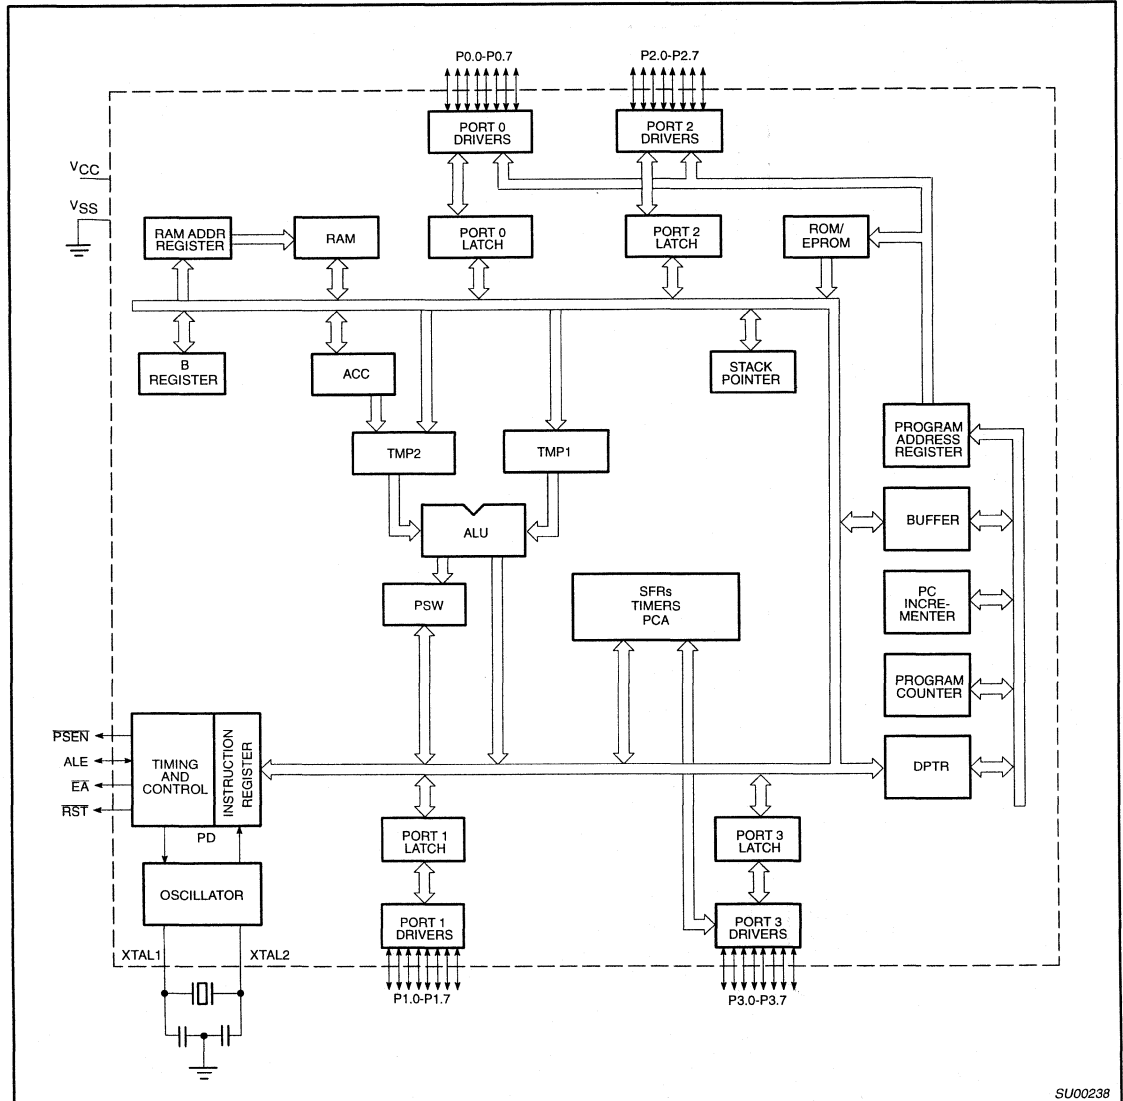 P0.0-P0.7
P2.0-P2.7
PORT 0
DRIVERS
PORT 2
DRIVERS
VCC
VSS
RAM ADDR
REGISTER
RAM
PORT 0
LATCH
PORT 2
LATCH
ROM/
EPROM
B
REGISTER
ACC
STACK
POINTER
PROGRAM
ADDRESS
REGISTER
TMP2
TMP1
BUFFER
ALU
PSW
SFRs
TIMERS
PCA
PC
INCRE-
MENTER
PROGRAM
COUNTER
PSEN
ALE
EA
RST
TIMING
AND
CONTROL
INSTRUCTION
REGISTER
DPTR
PD
PORT 1
LATCH
PORT 3
LATCH
OSCILLATOR
PORT 1
DRIVERS
PORT 3
DRIVERS
XTAL1
XTAL2
P1.0-P1.7
P3.0-P3.7
SU00238